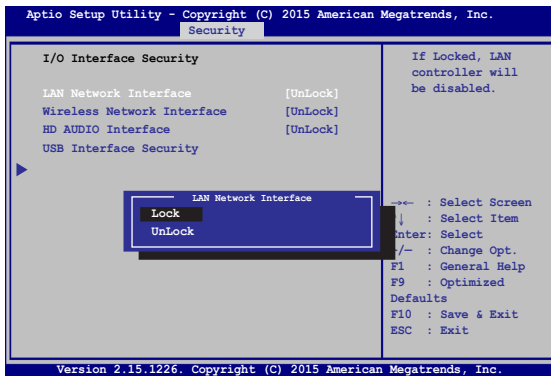 Aptio Setup Utility - Copyright (C) 2015 American Megatrends, Inc.
Security
I/O Interface Security
LAN Network Interface [UnLock]
Wireless Network Interface [UnLock]
HD AUDIO Interface [UnLock]
USB Interface Security
If Locked, LAN
controller will
be disabled.
LAN Network Interface
Lock
UnLock
→← : Select Screen
↓ : Select Item
Enter: Select
+/— : Change Opt.
F1 : General Help
F9 : Optimized
Defaults
F10 : Save & Exit
ESC : Exit
Version 2.15.1226. Copyright (C) 2015 American Megatrends, Inc.